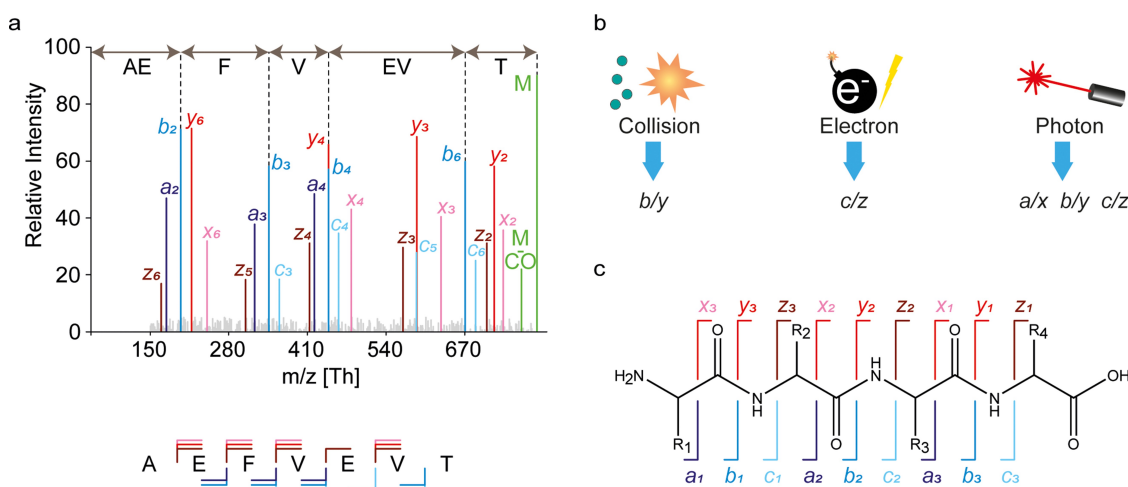 a
100
80
60
40
20
0
Relative Intensity
AE F V EV T
M
b2 y6 b3 y4 b4 y3 b6 y2
a2 a3 a4 c4 x4 x3 x2
x6 z4 z3 c5 c6 z2 M-CO
z6 z5 c3
150 280 410 540 670
m/z [Th]
A E F V E V T
b
e-
Collision Electron Photon
b/y c/z a/x b/y c/z
c
x3 y3 z3 x2 y2 z2 x1 y1 z1
O R2 O R4
H2N N H H N O R3 N H OH
R1 O O
a1 b1 c1 a2 b2 c2 a3 b3 c3